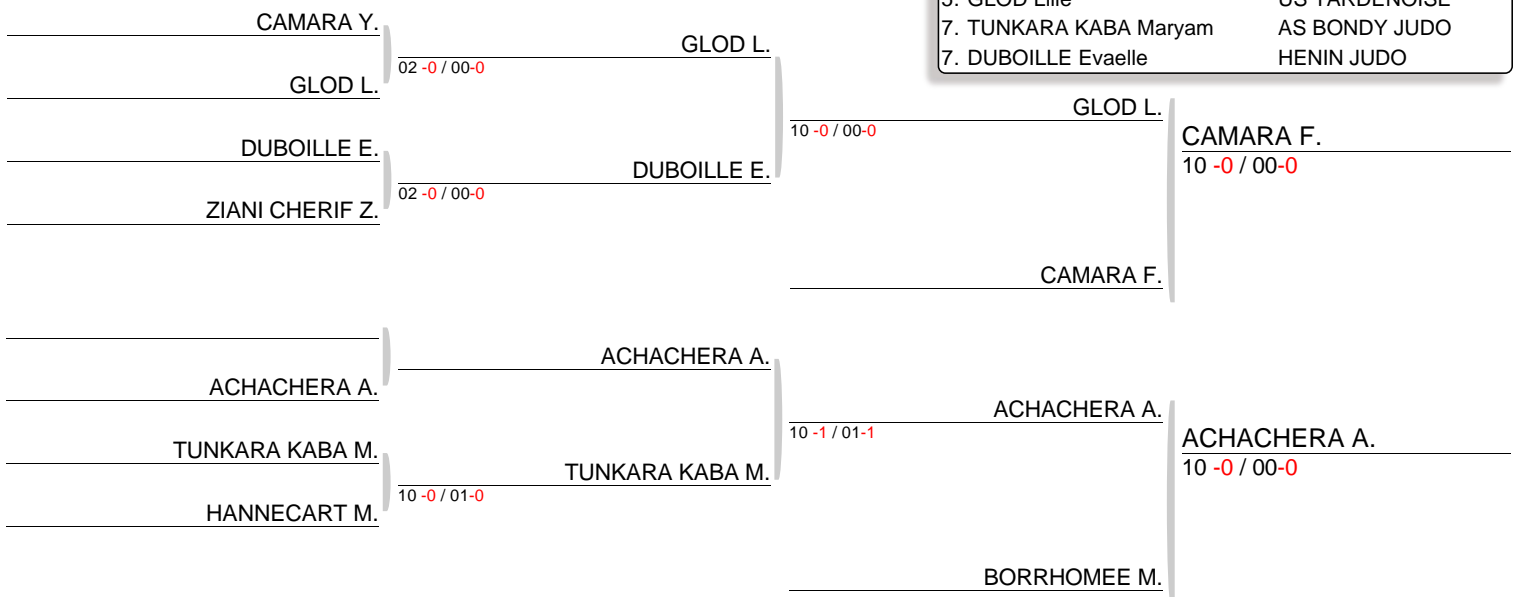 5. GLOD Lilie US YARDENOISE
7. TUNKARA KABA Maryam AS BONDY JUDO
7. DUBOILLE Evaelle HENIN JUDO
CAMARA Y.
GLOD L.
02 -0 / 00-0
GLOD L.
DUBOILLE E.
ZIANI CHERIF Z.
DUBOILLE E.
02 -0 / 00-0
GLOD L.
10 -0 / 00-0
CAMARA F.
CAMARA F.
10 -0 / 00-0
ACHACHERA A.
ACHACHERA A.
TUNKARA KABA M.
HANNECART M.
TUNKARA KABA M.
10 -0 / 01-0
ACHACHERA A.
10 -1 / 01-1
BORRHOMEE M.
ACHACHERA A.
10 -0 / 00-0